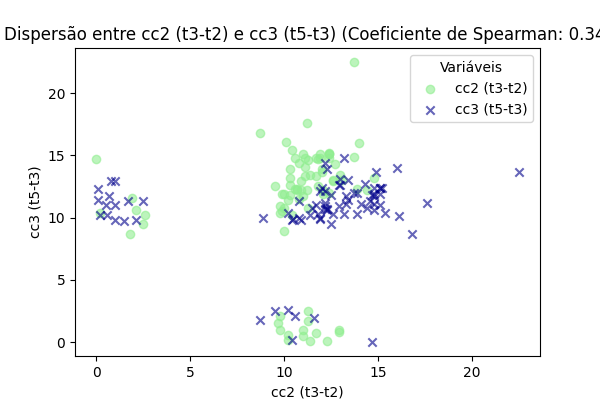 Dispersão entre cc2 (t3-t2) e cc3 (t5-t3) (Coeficiente de Spearman: 0.34
Variáveis
cc2 (t3-t2)
cc3 (t5-t3)
cc3 (t5-t3)
20
15
10
5
0
0
5
10
15
20
cc2 (t3-t2)